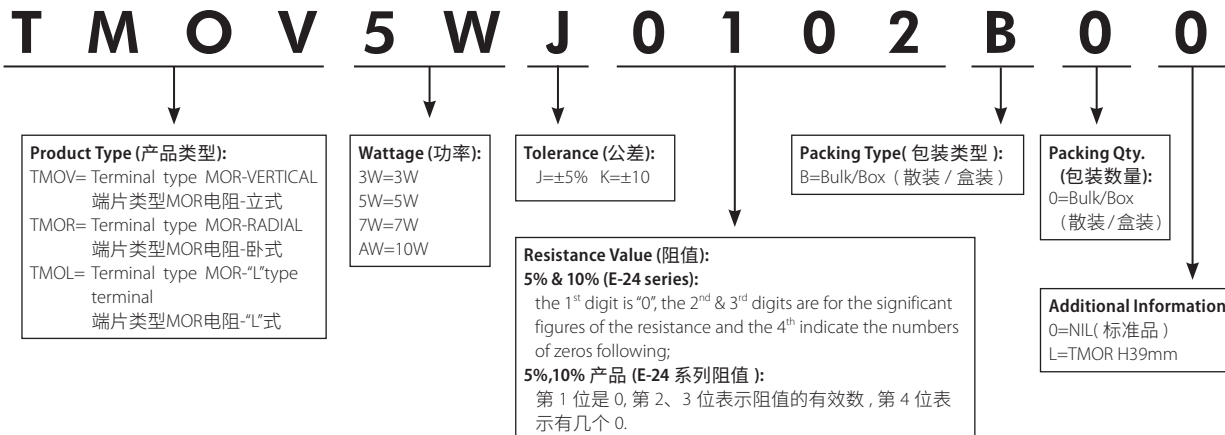 T M O V 5 W J 0 1 0 2 B 0 0
Product Type (产品类型):
TMOV= Terminal type MOR-VERTICAL
端片类型MOR电阻-立式
TMOR= Terminal type MOR-RADIAL
端片类型MOR电阻-卧式
TMOL= Terminal type MOR-“L”type
terminal
端片类型MOR电阻-“L”式
Wattage (功率):
3W=3W
5W=5W
7W=7W
AW=10W
Tolerance (公差):
J=±5% K=±10
Resistance Value (阻值):
5% & 10% (E-24 series):
the 1st digit is “0”, the 2nd & 3rd digits are for the significant
figures of the resistance and the 4th indicate the numbers
of zeros following;
5%,10% 产品 (E-24 系列阻值 ):
第 1 位是 0, 第 2、3 位表示阻值的有效数 , 第 4 位表
示有几个 0.
Packing Type( 包装类型 ):
B=Bulk/Box ( 散装 / 盒装 )
Packing Qty.
(包装数量):
0=Bulk/Box
(散装/盒装)
Additional Information
0=NIL( 标准品 )
L=TMOR H39mm